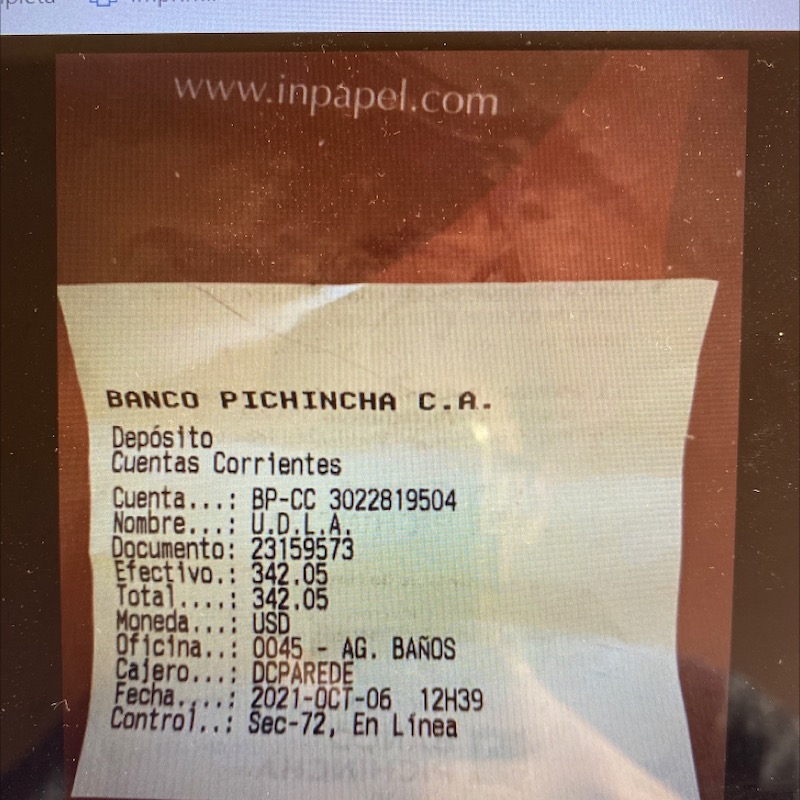 www.inpapel.com
BANCO PICHINCHA C.A.
Depósito
Cuentas Corrientes
Cuenta...: BP-CC 3022819504
Nombre...: U.D.L.A.
Documento: 23159573
Efectivo.: 342.05
Total....: 342.05
Moneda...: USD
Oficina..: 0045 - AG. BAÑOS
Cajero...: DCPAREDE
Fecha....: 2021-OCT-06 12H39
Control..: Sec-72, En Línea